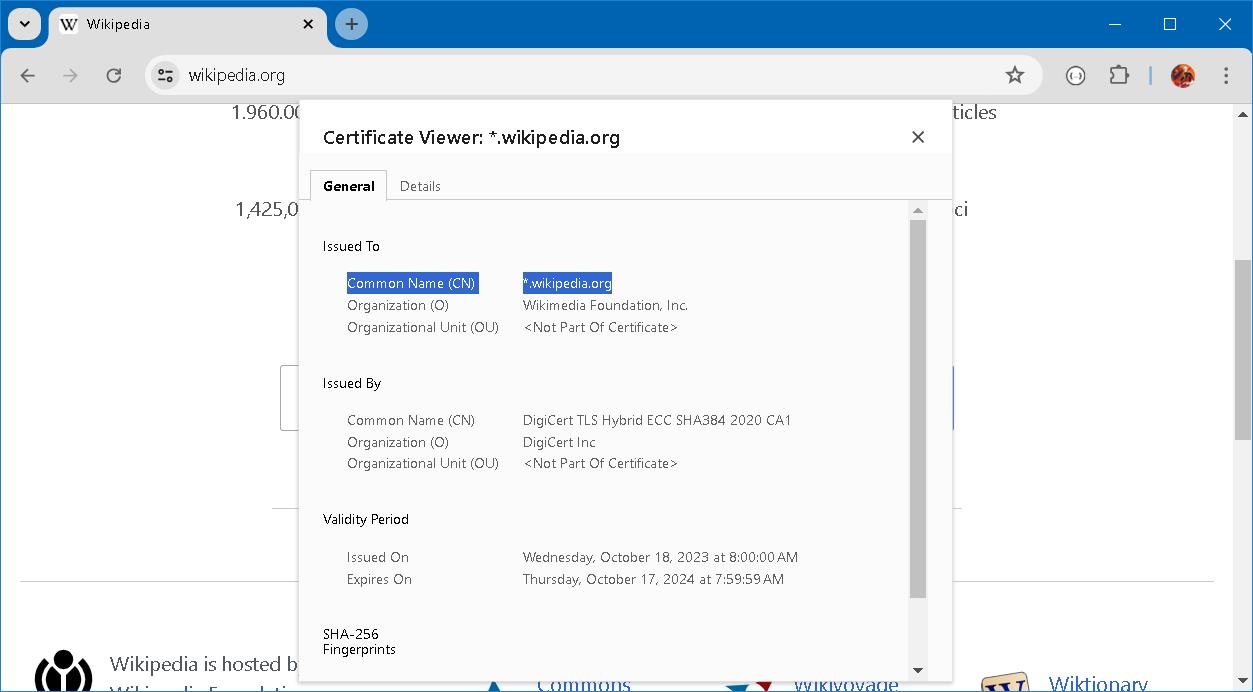 Wikipedia
wikipedia.org
1.960.00
ticles
Certificate Viewer: *.wikipedia.org
General Details
1,425,0
ci
Issued To
Common Name (CN) *.wikipedia.org
Organization (O) Wikimedia Foundation, Inc.
Organizational Unit (OU) <Not Part Of Certificate>
Issued By
Common Name (CN) DigiCert TLS Hybrid ECC SHA384 2020 CA1
Organization (O) DigiCert Inc
Organizational Unit (OU) <Not Part Of Certificate>
Validity Period
Issued On Wednesday, October 18, 2023 at 8:00:00 AM
Expires On Thursday, October 17, 2024 at 7:59:59 AM
SHA-256
Fingerprints
Wikipedia is hosted b
Wikimedia Foundatio
Commons
Wikivoyage
Wiktionary